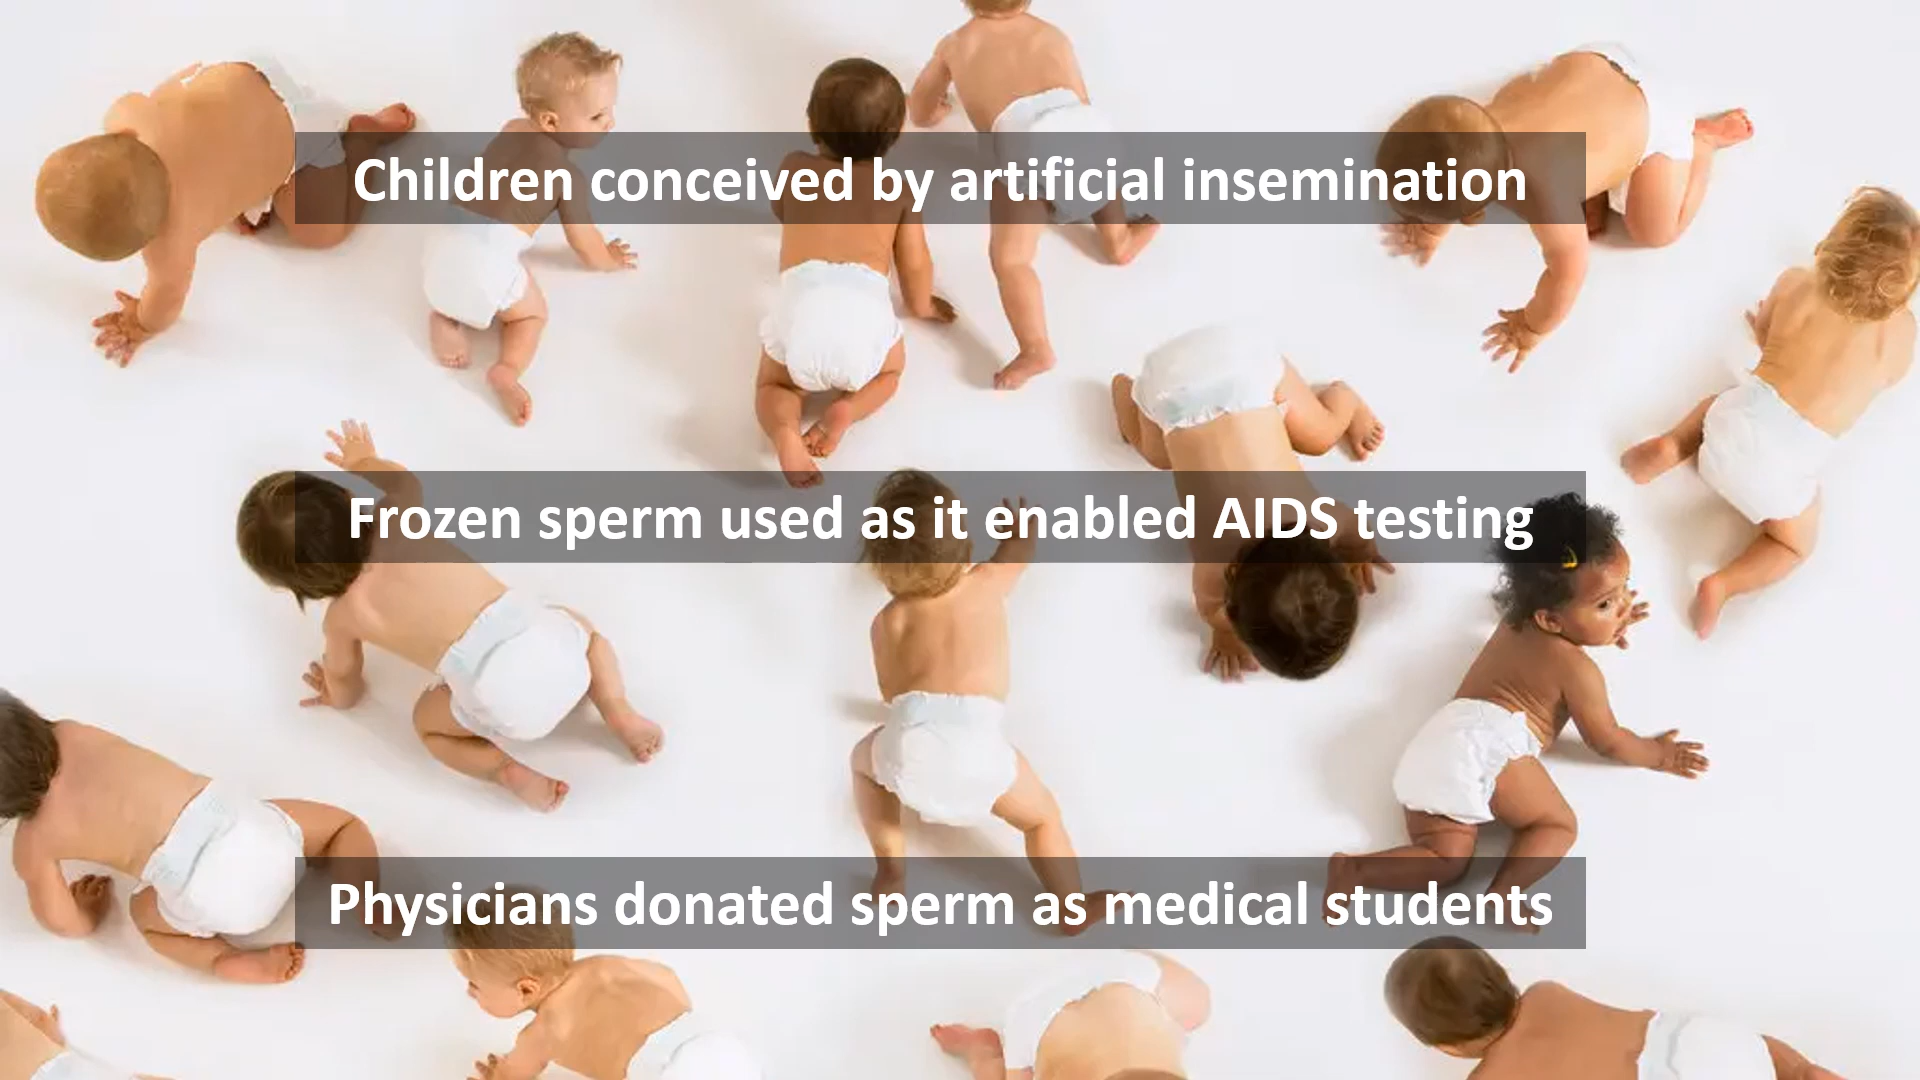 Children conceived by artificial insemination
Frozen sperm used as it enabled AIDS testing
Physicians donated sperm as medical students